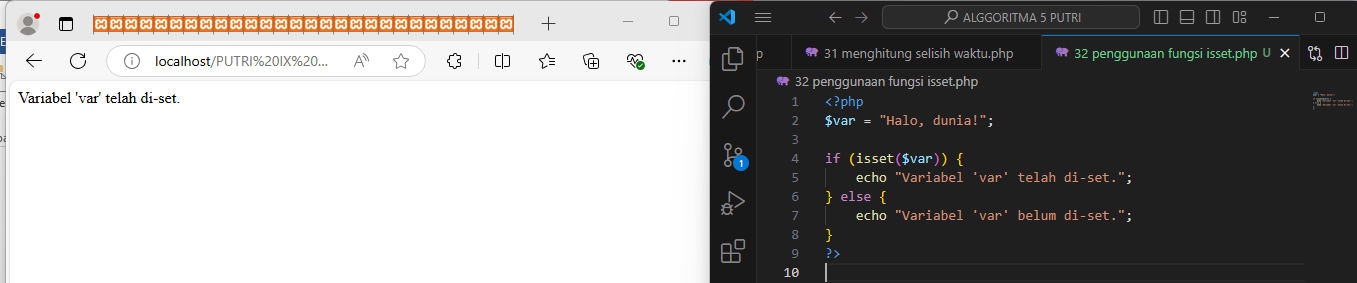 localhost/PUTRI%20IX%20...
Variabel 'var' telah di-set.
ALGGORITMA 5 PUTRI
p
31 menghitung selisih waktu.php
32 penggunaan fungsi isset.php U
32 penggunaan fungsi isset.php
1 <?php
2 $var = "Halo, dunia!";
3
4 if (isset($var)) {
5 echo "Variabel 'var' telah di-set.";
6 } else {
7 echo "Variabel 'var' belum di-set.";
8 }
9 ?>
10
1